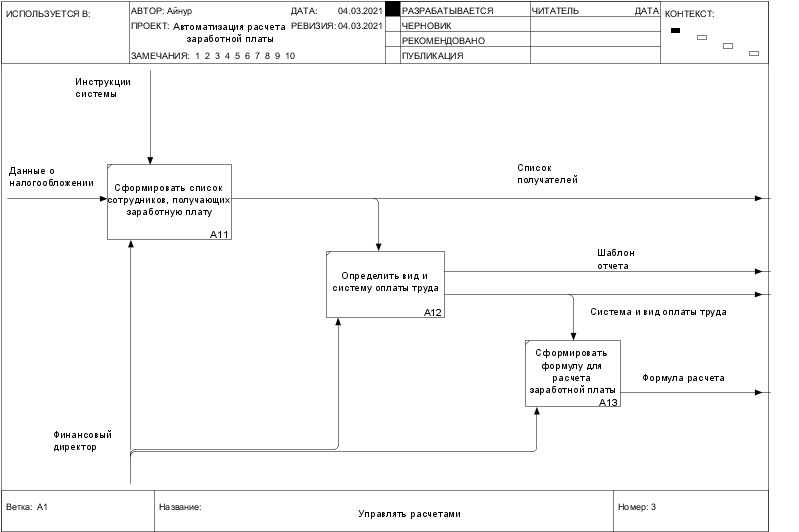 ИСПОЛЬЗУЕТСЯ В:
АВТОР: Айнур
ДАТА: 04.03.2021
РАЗРАБАТЫВАЕТСЯ
ЧИТАТЕЛЬ ДАТА
КОНТЕКСТ:
ПРОЕКТ: Автоматизация расчета
заработной платы
РЕВИЗИЯ: 04.03.2021
ЧЕРНОВИК
РЕКОМЕНДОВАНО
ЗАМЕЧАНИЯ: 1 2 3 4 5 6 7 8 9 10
ПУБЛИКАЦИЯ
Инструкции
системы
Данные о
налогообложении
Сформировать список
сотрудников, получающих
заработную плату
A11
Список
получателей
Определить вид и
систему оплаты труда
A12
Шаблон
отчета
Система и вид оплаты труда
Сформировать
формулу для
расчета
заработной платы
A13
Формула расчета
Финансовый
директор
Ветка: A1
Название:
Управлять расчетами
Номер: 3